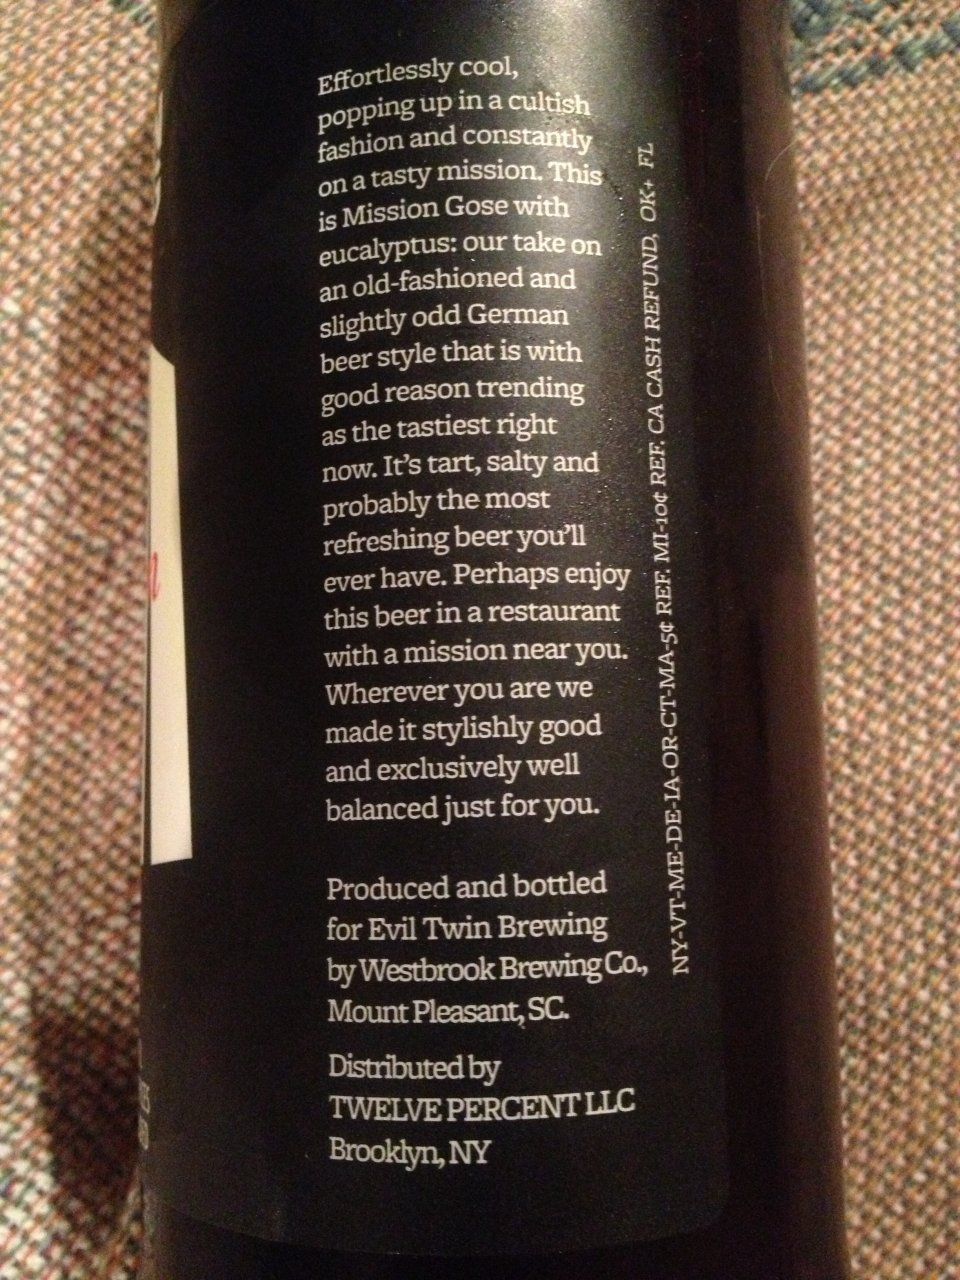 Effortlessly cool,
popping up in a cultish
fashion and constantly
on a tasty mission. This
is Mission Gose with
eucalyptus: our take on
an old-fashioned and
slightly odd German
beer style that is with
good reason trending
as the tastiest right
now. It's tart, salty and
probably the most
refreshing beer you'll
ever have. Perhaps enjoy
this beer in a restaurant
with a mission near you.
Wherever you are we
made it stylishly good
and exclusively well
balanced just for you.
Produced and bottled
for Evil Twin Brewing
by Westbrook Brewing Co.,
Mount Pleasant, SC.
Distributed by
TWELVE PERCENT LLC
Brooklyn, NY
NY-VT-ME-DE-IA-OR-CT-MA-5¢ REF. MI-10¢ REF. CA CASH REFUND, OK+ FL